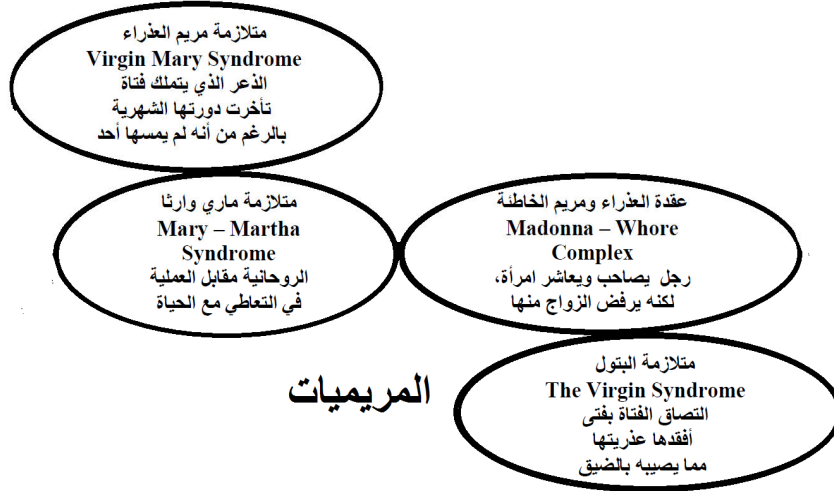 متلازمة مريم العذراء
Virgin Mary Syndrome
الذعر الذي يتملك فتاة
تأخرت دورتها الشهرية
بالرغم من أنه لم يمسها أحد
متلازمة ماري وارثا
Mary – Martha
Syndrome
الروحانية مقابل العملية
في التعاطي مع الحياة
عقدة العذراء ومريم الخاطئة
Madonna – Whore
Complex
رجل يصاحب ويعاشر امرأة،
لكنه يرفض الزواج منها
متلازمة البتول
The Virgin Syndrome
التصاق الفتاة بفتى
أفقدها عذريتها
مما يصيبه بالضيق
المريميات